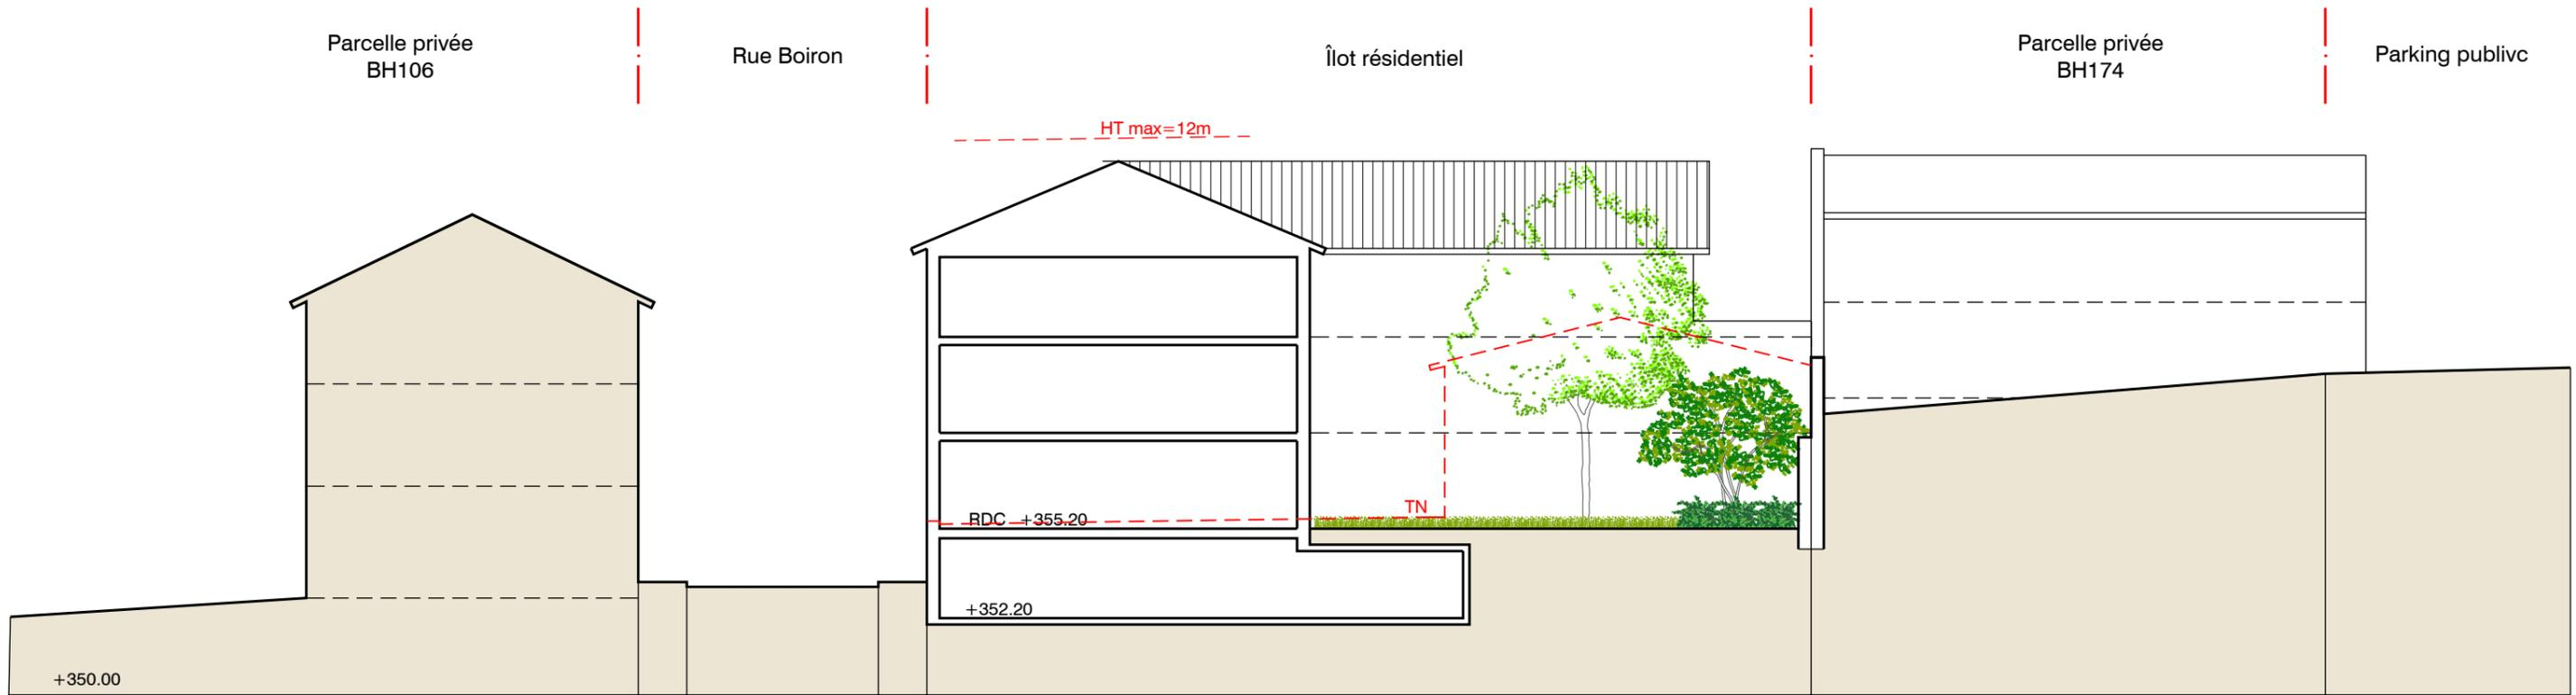 Parcelle privée
BH106
Rue Boiron
Îlot résidentiel
Parcelle privée
BH174
Parking publivc
HT max=12m
TN
RDC +355.20
+352.20
+350.00